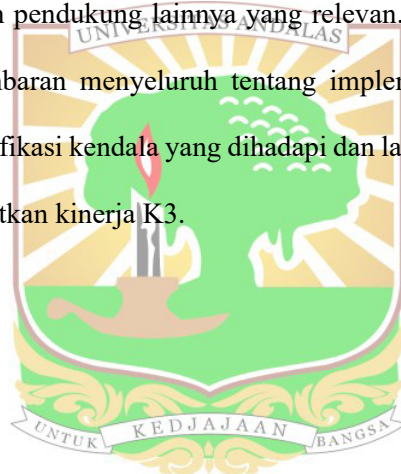 pendukung lainnya yang relevan.
UNIVERSITAS ANDALAS
baran menyeluruh tentang imple
fikasi kendala yang dihadapi dan la
tkan kinerja K3.
UNTUK KEDJAJAAN BANGSA